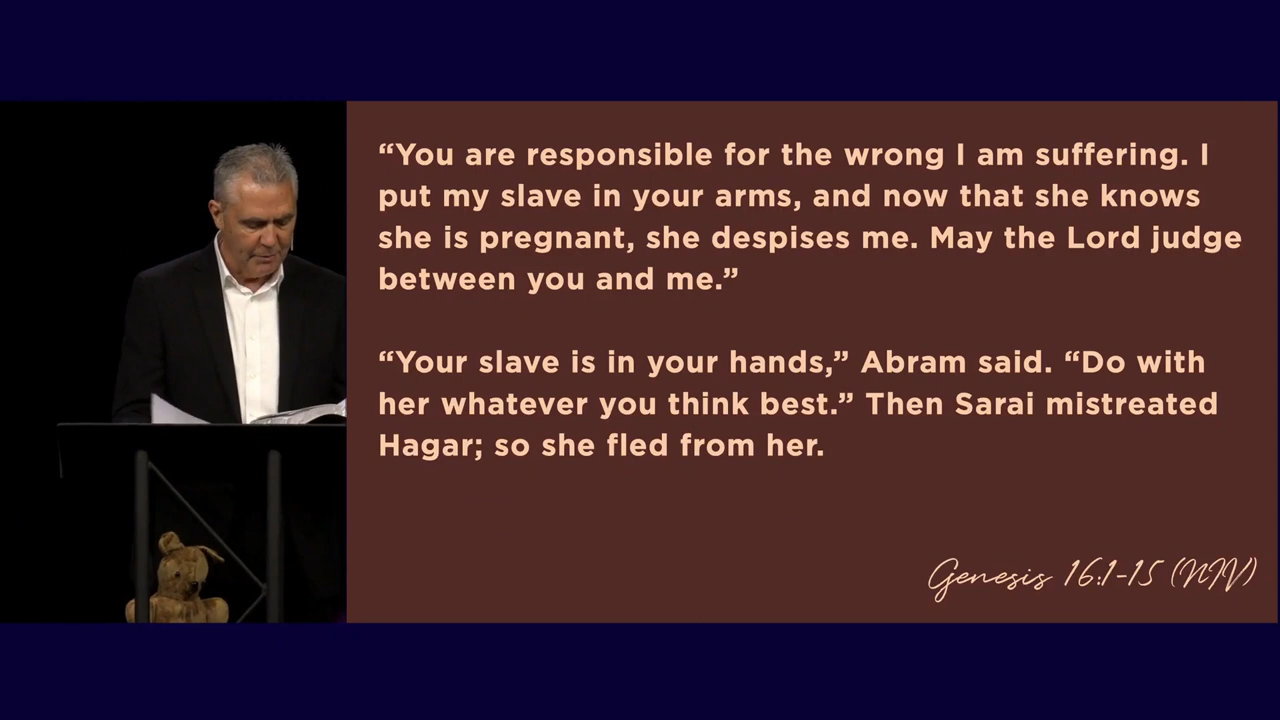 “You are responsible for the wrong I am suffering. I
put my slave in your arms, and now that she knows
she is pregnant, she despises me. May the Lord judge
between you and me.”
“Your slave is in your hands,” Abram said. “Do with
her whatever you think best.” Then Sarai mistreated
Hagar; so she fled from her.
Genesis 16:1-15 (NIV)